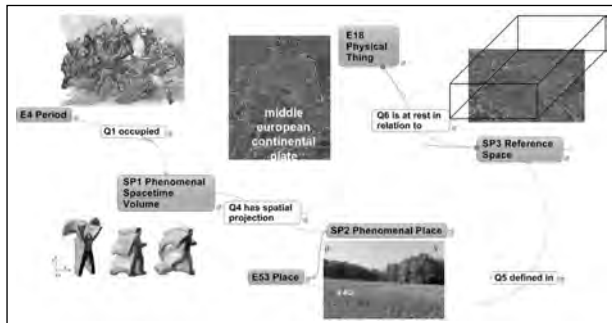 E18
Physical
Thing
E4 Period
Q1 occupied
middle
european
continental
plate
Q6 is at rest in
relation to
SP3 Reference
Space
SP1 Phenomenal
Spacetime
Volume
Q4 has spatial
projection
SP2 Phenomenal Place
E53 Place
Q5 defined in